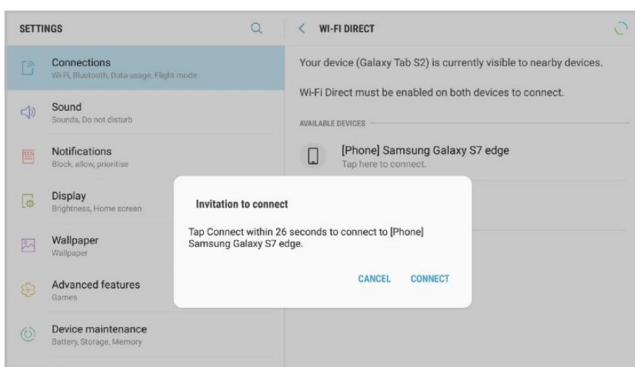 SETTINGS
Connections
Wi-Fi, Bluetooth, Data usage, Flight mode
Sound
Sounds, Do not disturb
Notifications
Block, allow, prioritise
Display
Brightness, Home screen
Wallpaper
Wallpaper
Advanced features
Games
Device maintenance
Battery, Storage, Memory
WI-FI DIRECT
Your device (Galaxy Tab S2) is currently visible to nearby devices.
Wi-Fi Direct must be enabled on both devices to connect.
AVAILABLE DEVICES
[Phone] Samsung Galaxy S7 edge
Tap here to connect.
Invitation to connect
Tap Connect within 26 seconds to connect to [Phone]
Samsung Galaxy S7 edge.
CANCEL CONNECT